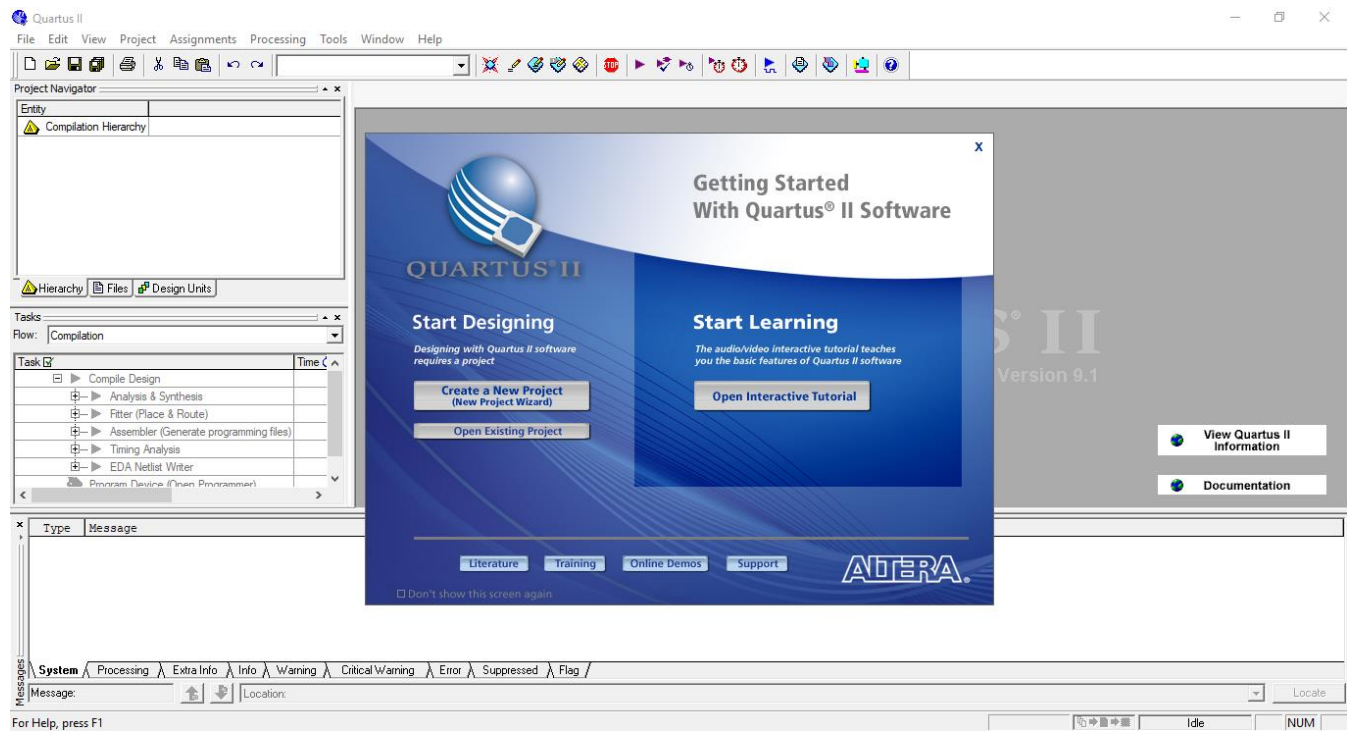 Quartus II
File Edit View Project Assignments Processing Tools Window Help
Project Navigator
Entity
Compilation Hierarchy
Hierarchy Files Design Units
Tasks
Flow: Compilation
Task Time
Compile Design
Analysis & Synthesis
Fitter (Place & Route)
Assembler (Generate programming files)
Timing Analysis
EDA Netlist Writer
Program Device (Open Programmer)
x
Getting Started
With Quartus® II Software
QUARTUS® II
Start Designing
Designing with Quartus II software
requires a project
Create a New Project
(New Project Wizard)
Open Existing Project
Start Learning
The audio/video interactive tutorial teaches
you the basic features of Quartus II software
Open Interactive Tutorial
Literature Training Online Demos Support
ALTERA®
Don't show this screen again
II
Version 9.1
View Quartus II
Information
Documentation
Type Message
System Processing Extra Info Info Warning Critical Warning Error Suppressed Flag
Messages
Message: Location: Locate
For Help, press F1 Idle NUM